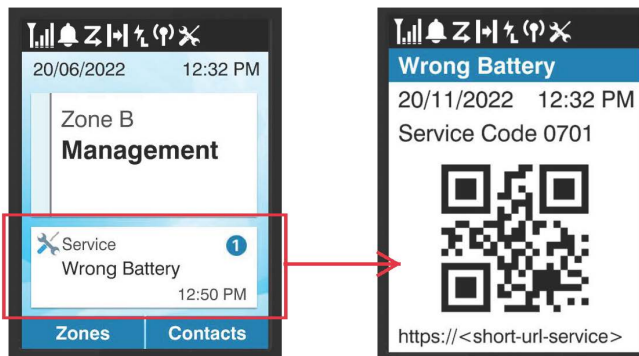 20/06/2022 12:32 PM
Zone B
Management
Service 1
Wrong Battery
12:50 PM
Zones Contacts
Wrong Battery
20/11/2022 12:32 PM
Service Code 0701
https://<short-url-service>